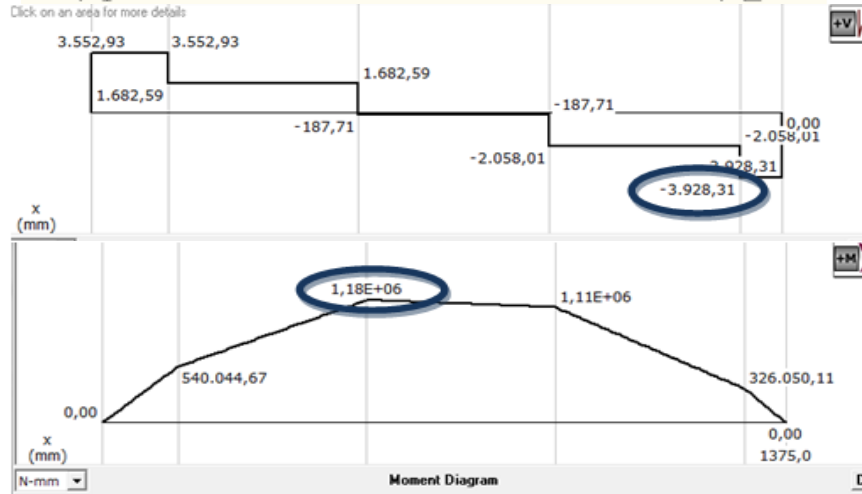 Click on an area for more details
+V
3.552,93
3.552,93
1.682,59
1.682,59
-187,71
-187,71
0,00
-2.058,01
-2.058,01
-3.928,31
-3.928,31
x
(mm)
+M
1,18E+06
1,11E+06
540.044,67
326.050,11
0,00
0,00
x
(mm)
1375,0
N-mm
Moment Diagram